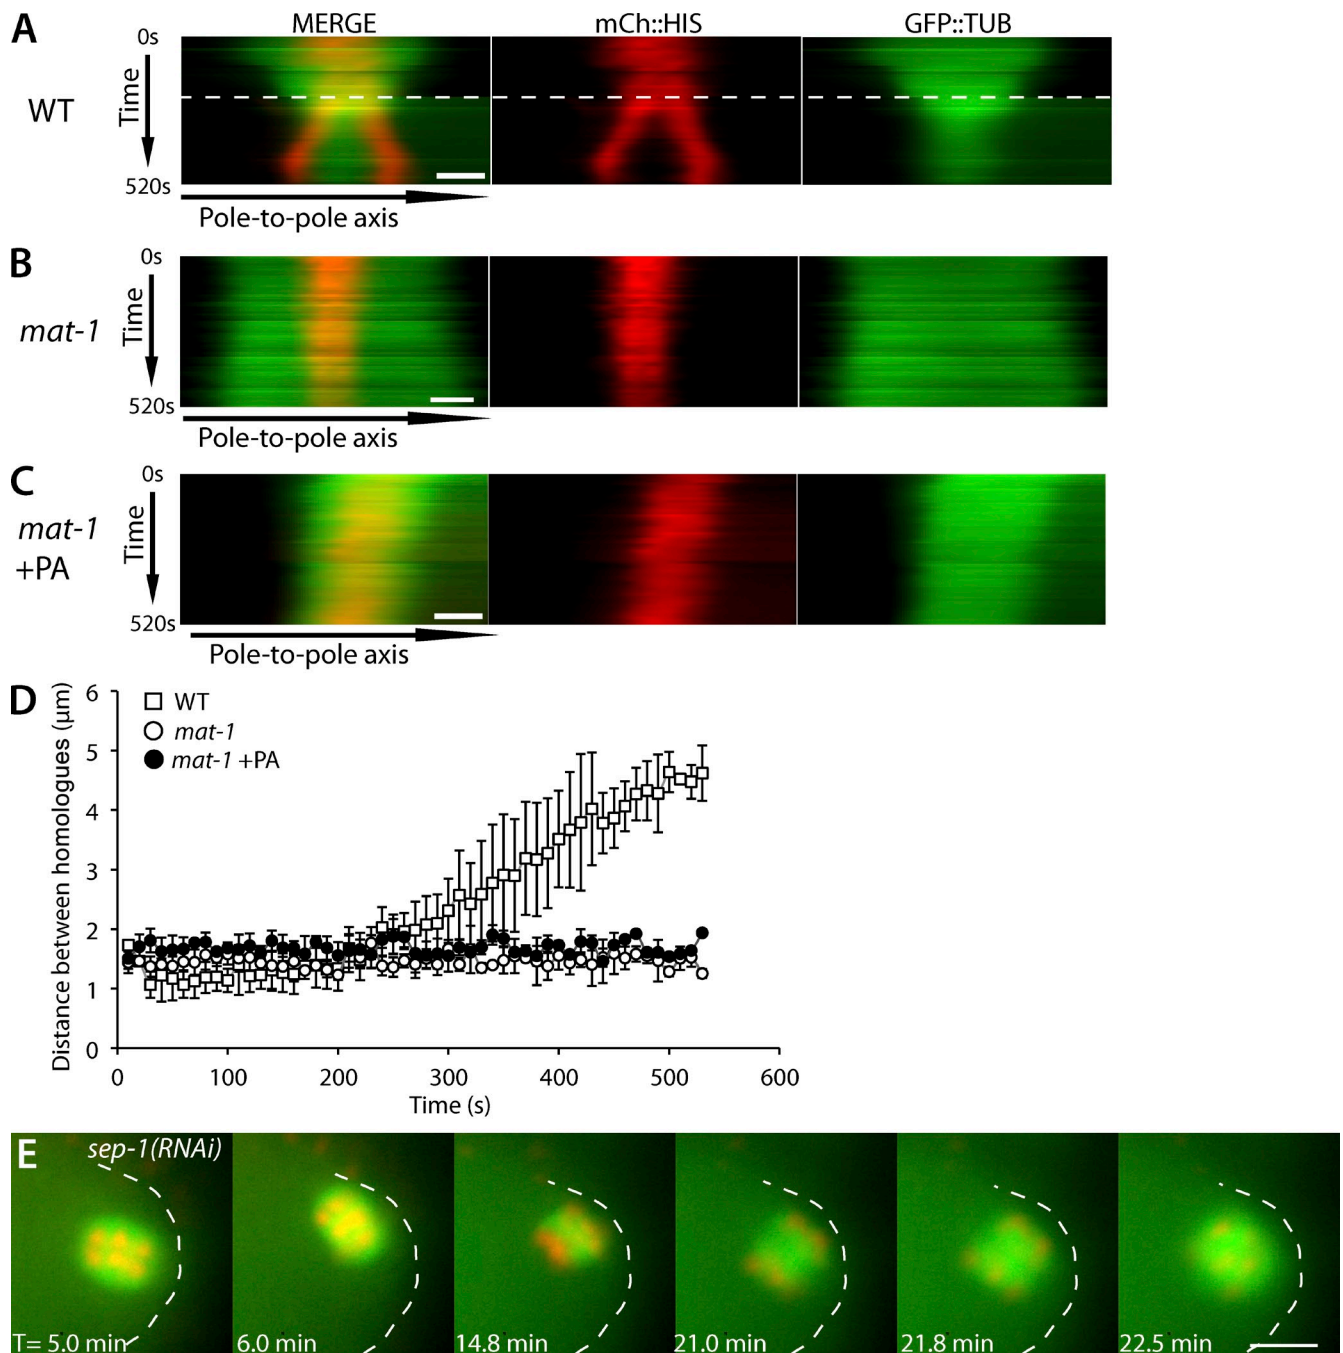 A
MERGE
mCh::HIS
GFP::TUB
0s
Time
WT
520s
Pole-to-pole axis
B
0s
Time
mat-1
520s
Pole-to-pole axis
C
0s
Time
mat-1
+PA
520s
Pole-to-pole axis
D
Distance between homologues (μm)
6
5
4
3
2
1
0
WT
mat-1
mat-1 +PA
0 100 200 300 400 500 600
Time (s)
E
sep-1(RNAi)
T= 5.0 min
6.0 min
14.8 min
21.0 min
21.8 min
22.5 min